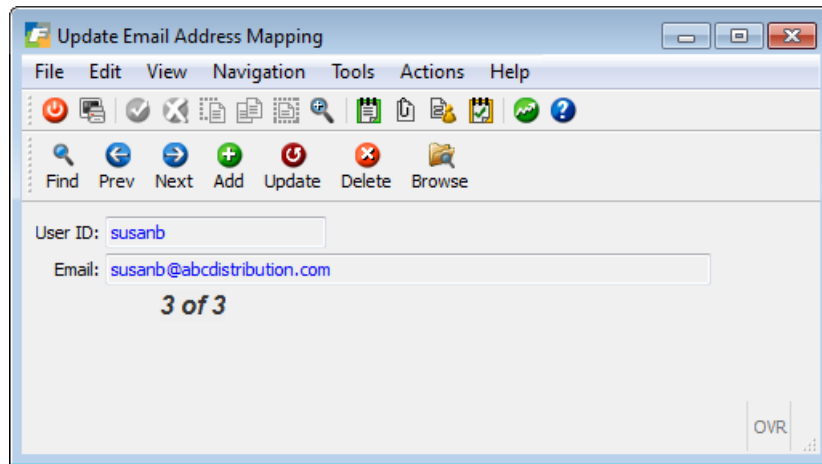 Update Email Address Mapping
File Edit View Navigation Tools Actions Help
Find Prev Next Add Update Delete Browse
User ID: susanb
Email: susanb@abcdistribution.com
3 of 3
OVR